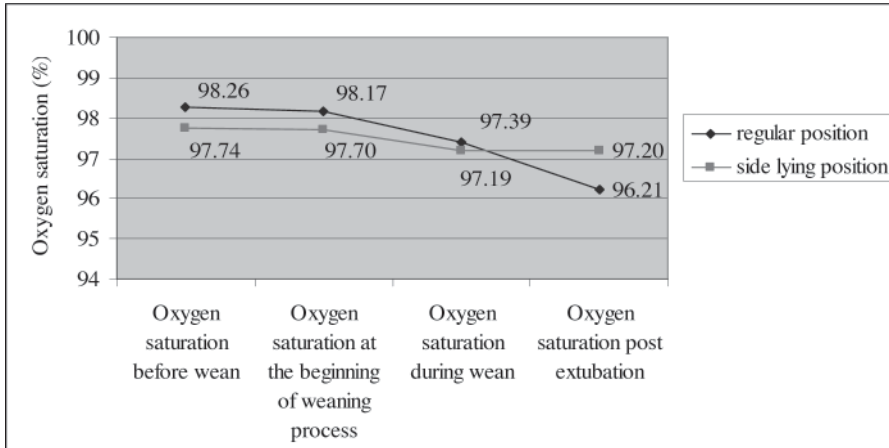 Oxygen saturation (%)
100
99
98
97
96
95
94
98.26
98.17
97.39
97.20
97.74
97.70
97.19
96.21
regular position
side lying position
Oxygen
saturation
before wean
Oxygen
saturation at
the beginning
of weaning
process
Oxygen
saturation
during wean
Oxygen
saturation post
extubation